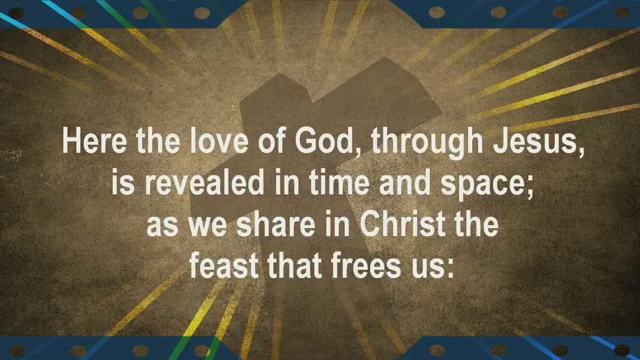 Here the love of God, through Jesus,
is revealed in time and space;
as we share in Christ the
feast that frees us: